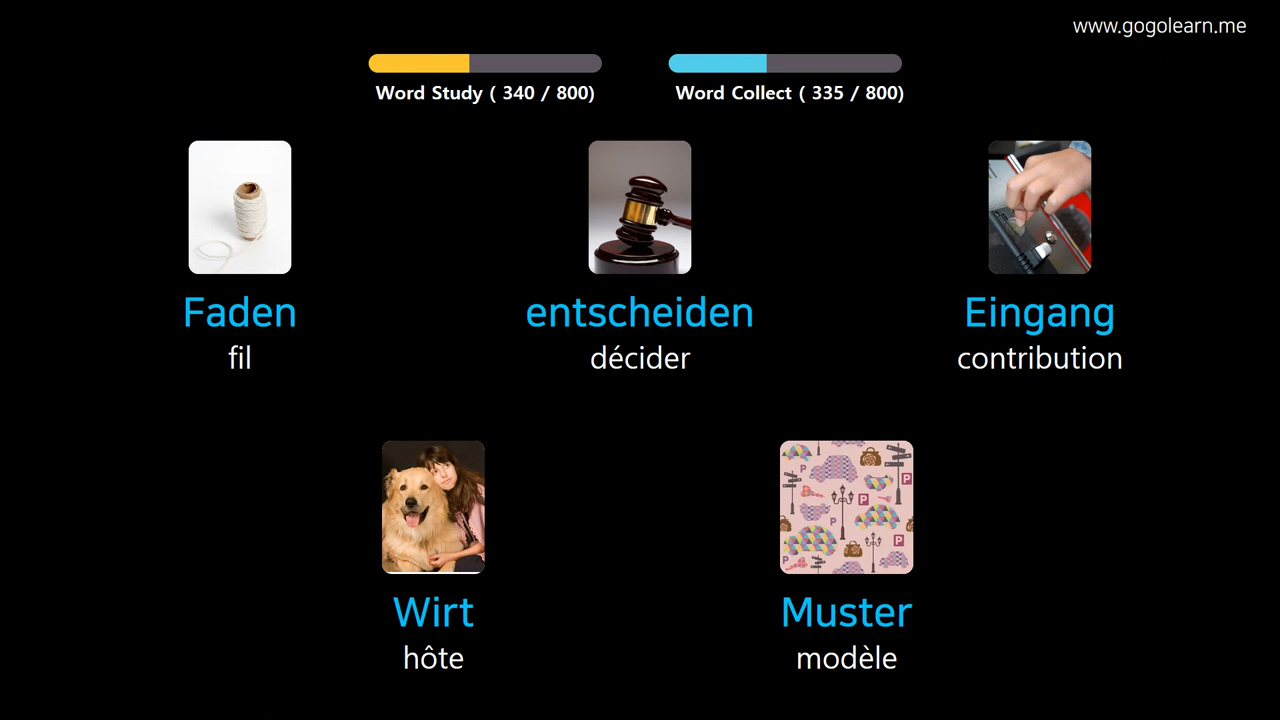 www.gogolearn.me
Word Study ( 340 / 800)
Word Collect ( 335 / 800)
Faden
fil
entscheiden
décider
Eingang
contribution
Wirt
hôte
Muster
modèle